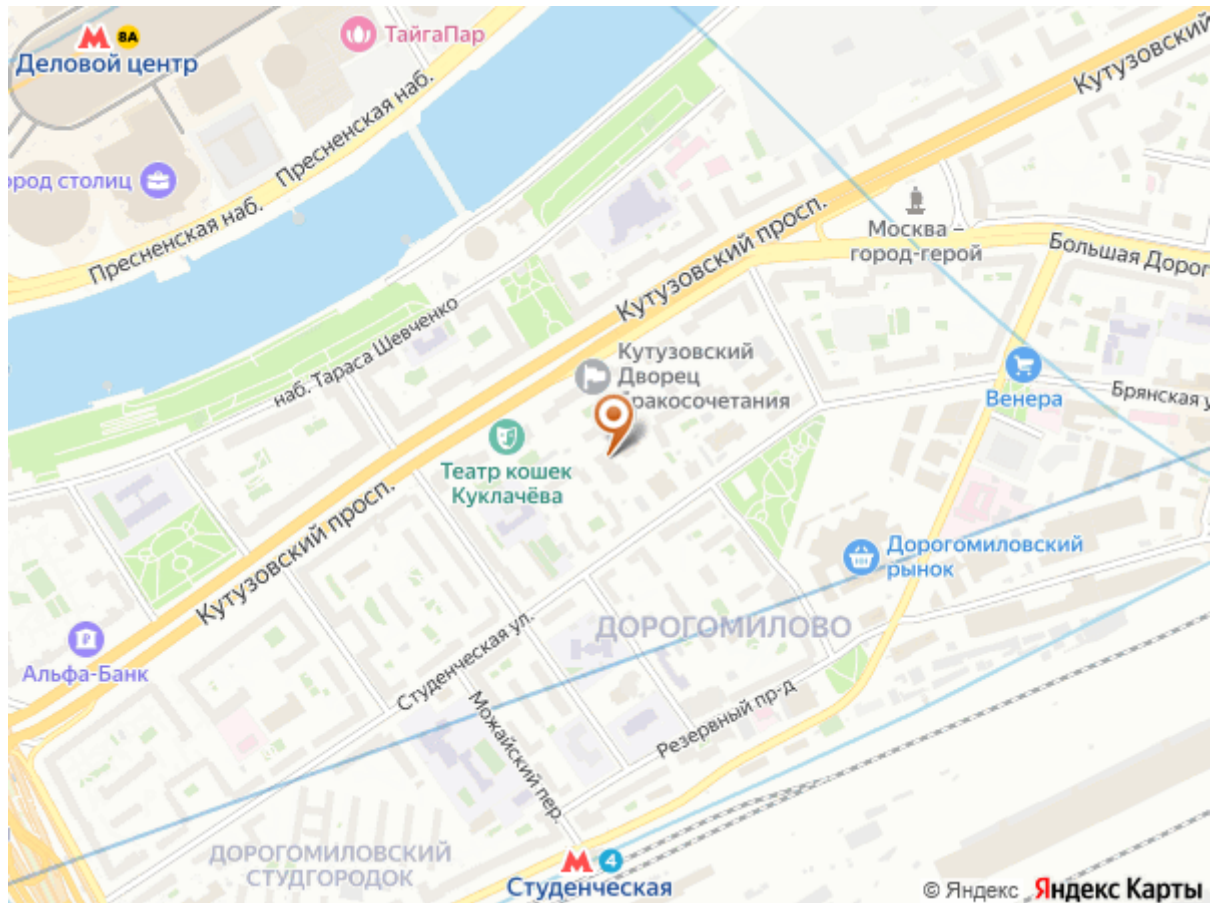 8А
Деловой центр
ТайгаПар
Пресненская наб.
Кутузовский
ород столиц
Пресненская наб.
Кутузовский просп.
Москва –
город-герой
Большая Дорог
наб. Тараса Шевченко
Кутузовский
Дворец
бракосочетания
Венера
Брянская у
Театр кошек
Куклачёва
Кутузовский просп.
Дорогомиловский
рынок
ДОРОГОМИЛОВО
Альфа-Банк
Студенческая ул.
Можайский пер.
Резервный пр-д
ДОРОГОМИЛОВСКИЙ
СТУДГОРОДОК
4
Студенческая
© Яндекс Яндекс Карты